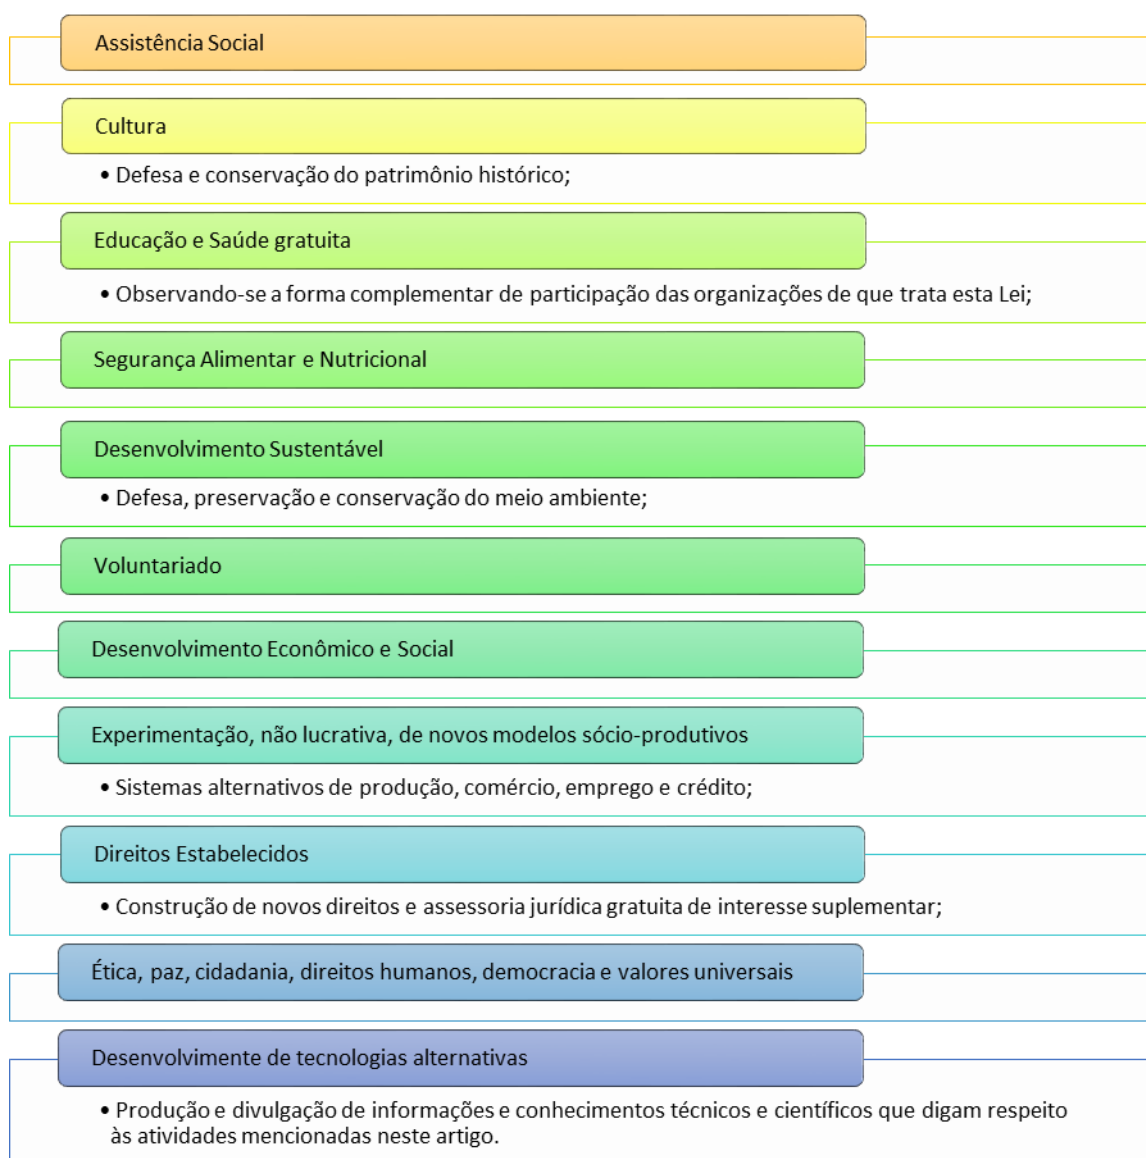 Assistência Social
Cultura
• Defesa e conservação do patrimônio histórico;
Educação e Saúde gratuita
• Observando-se a forma complementar de participação das organizações de que trata esta Lei;
Segurança Alimentar e Nutricional
Desenvolvimento Sustentável
• Defesa, preservação e conservação do meio ambiente;
Voluntariado
Desenvolvimento Econômico e Social
Experimentação, não lucrativa, de novos modelos sócio-produtivos
• Sistemas alternativos de produção, comércio, emprego e crédito;
Direitos Estabelecidos
• Construção de novos direitos e assessoria jurídica gratuita de interesse suplementar;
Ética, paz, cidadania, direitos humanos, democracia e valores universais
Desenvolvimente de tecnologias alternativas
• Produção e divulgação de informações e conhecimentos técnicos e científicos que digam respeito
às atividades mencionadas neste artigo.